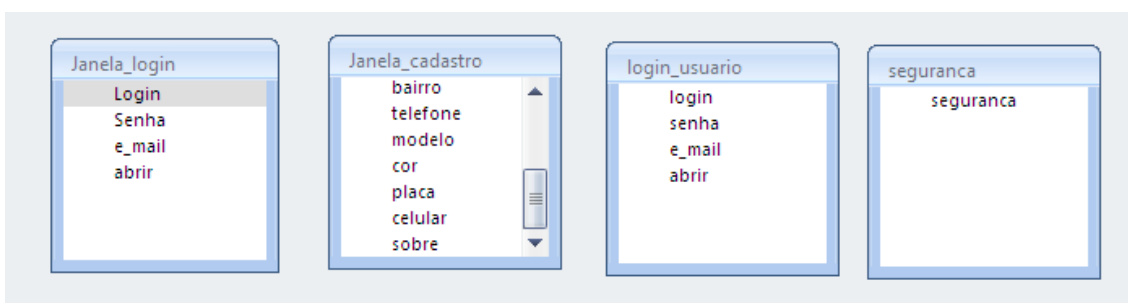 Janela_login
Login
Senha
e_mail
abrir
Janela_cadastro
bairro
telefone
modelo
cor
placa
celular
sobre
login_usuario
login
senha
e_mail
abrir
seguranca
seguranca